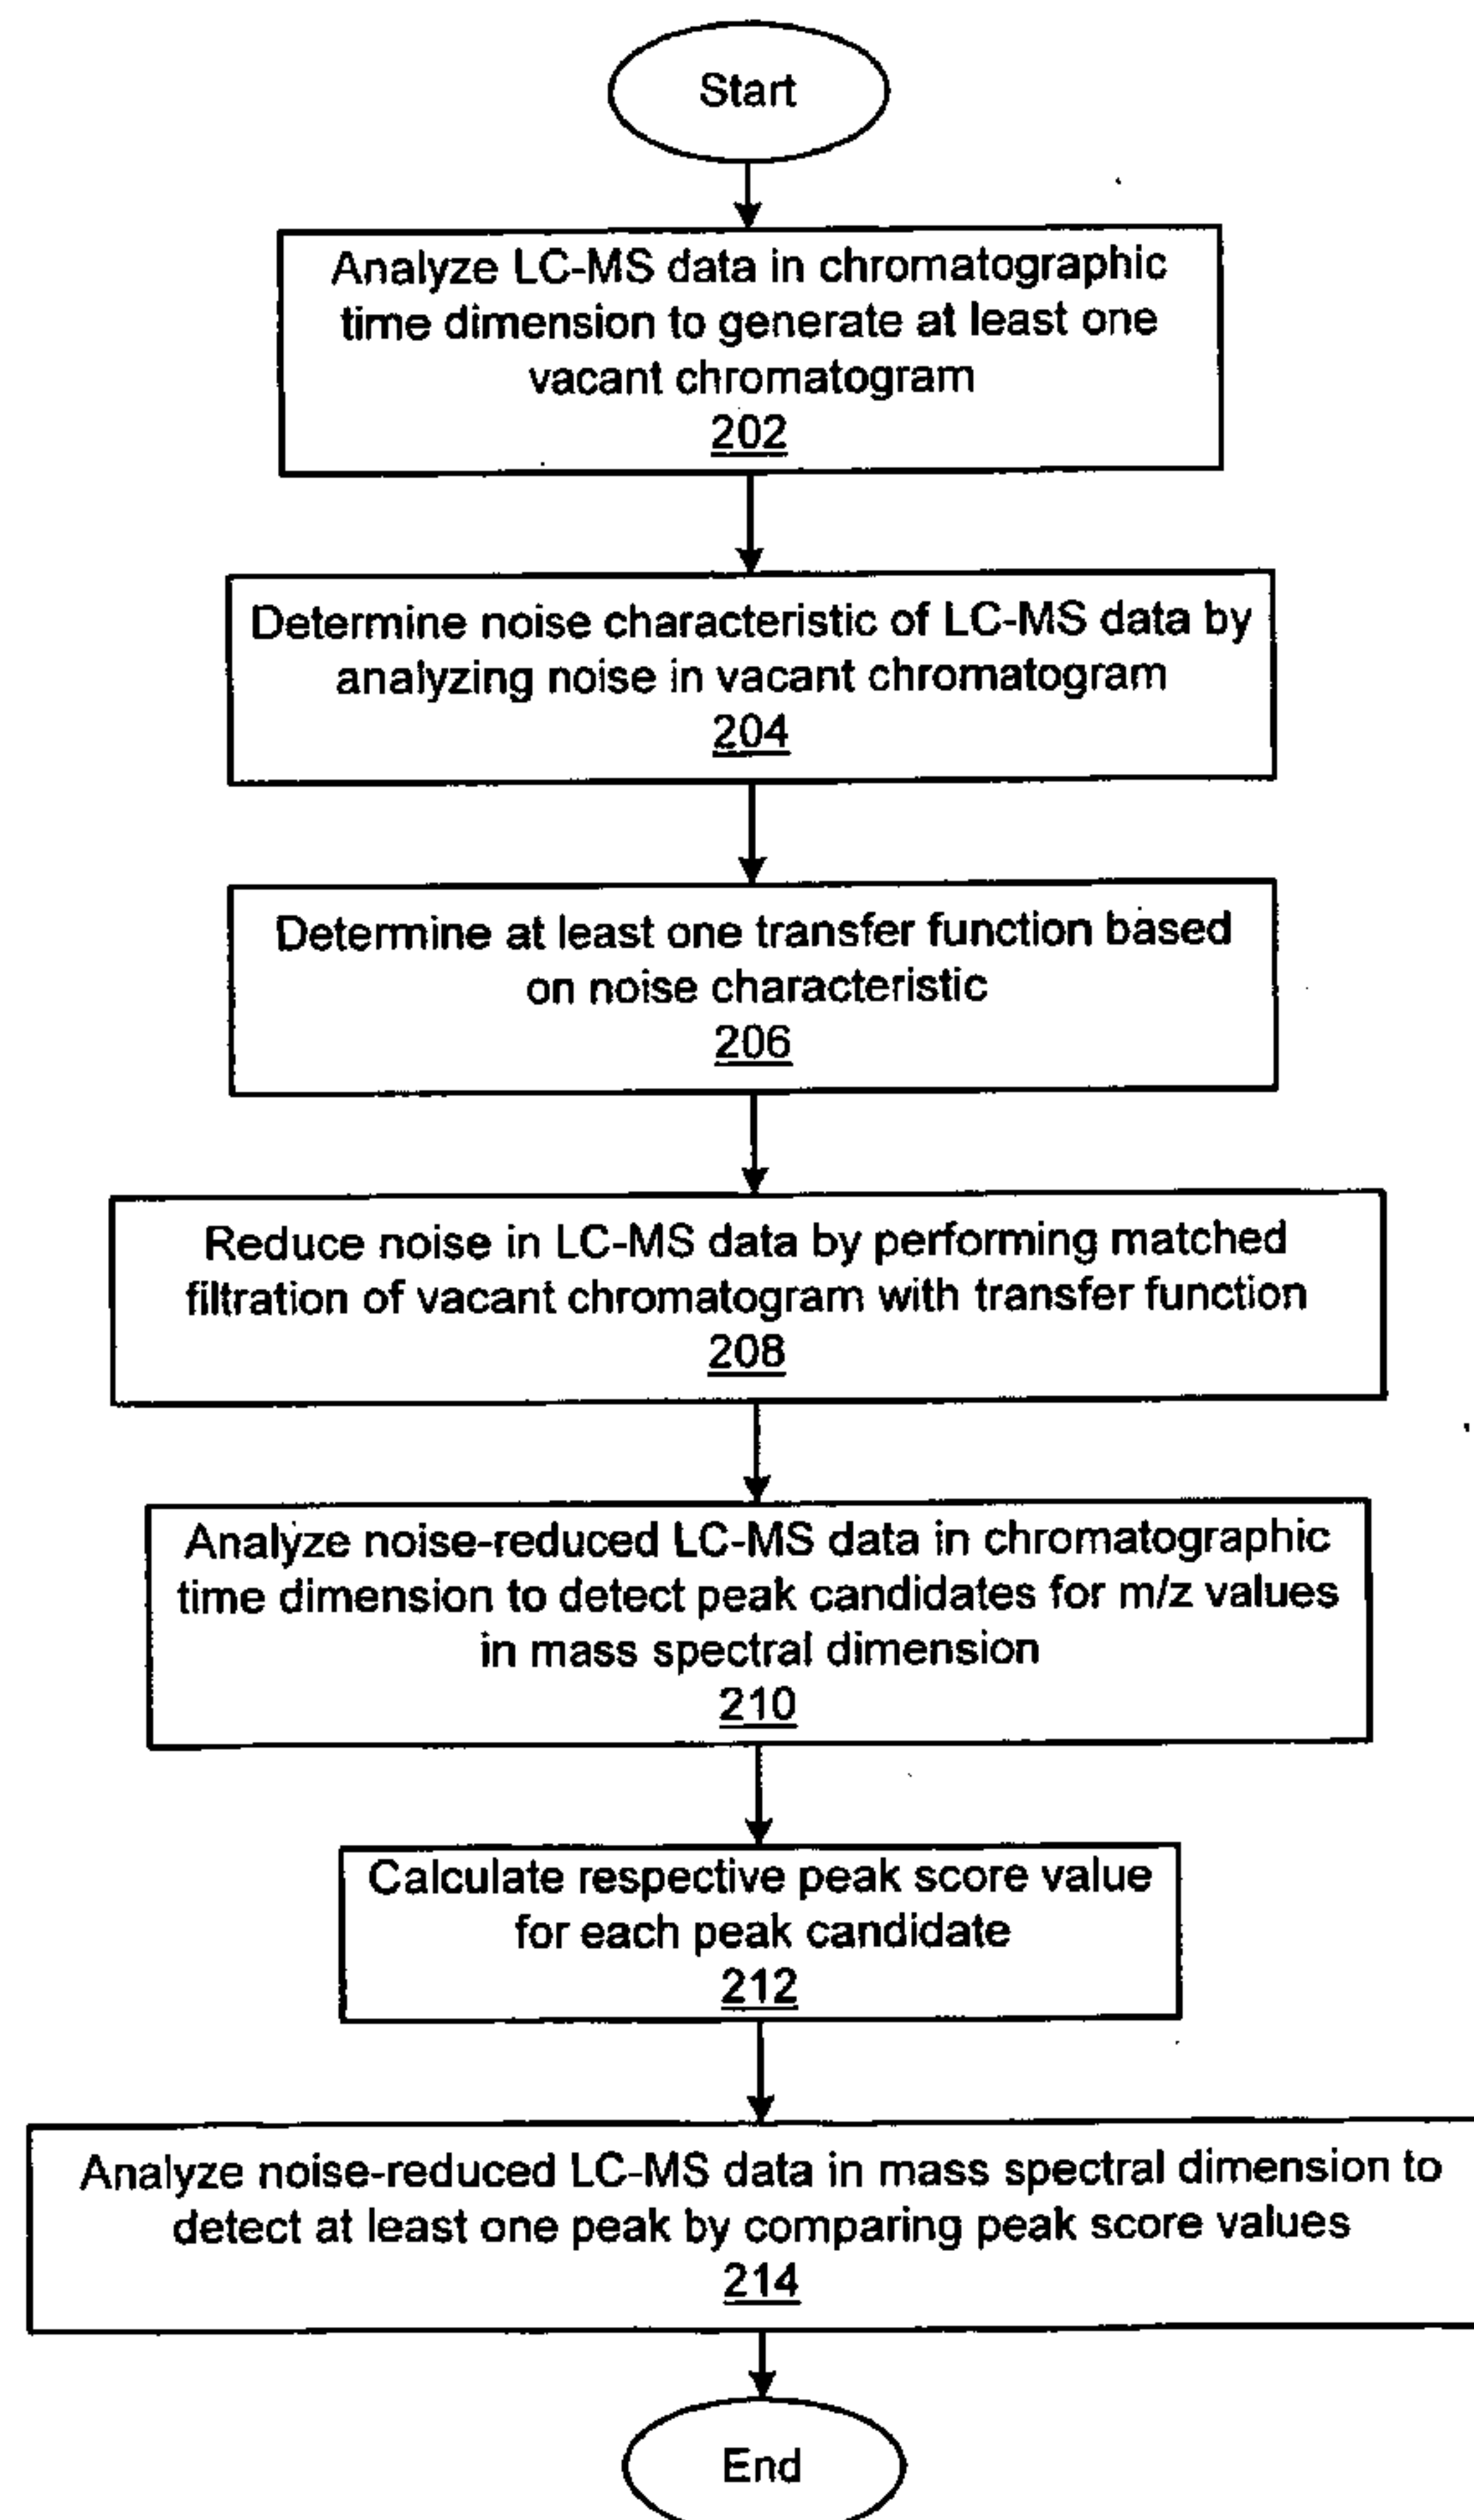 Start
Analyze LC-MS data in chromatographic
time dimension to generate at least one
vacant chromatogram
202
Determine noise characteristic of LC-MS data by
analyzing noise in vacant chromatogram
204
Determine at least one transfer function based
on noise characteristic
206
Reduce noise in LC-MS data by performing matched
filtration of vacant chromatogram with transfer function
208
Analyze noise-reduced LC-MS data in chromatographic
time dimension to detect peak candidates for m/z values
in mass spectral dimension
210
Calculate respective peak score value
for each peak candidate
212
Analyze noise-reduced LC-MS data in mass spectral dimension to
detect at least one peak by comparing peak score values
214
End